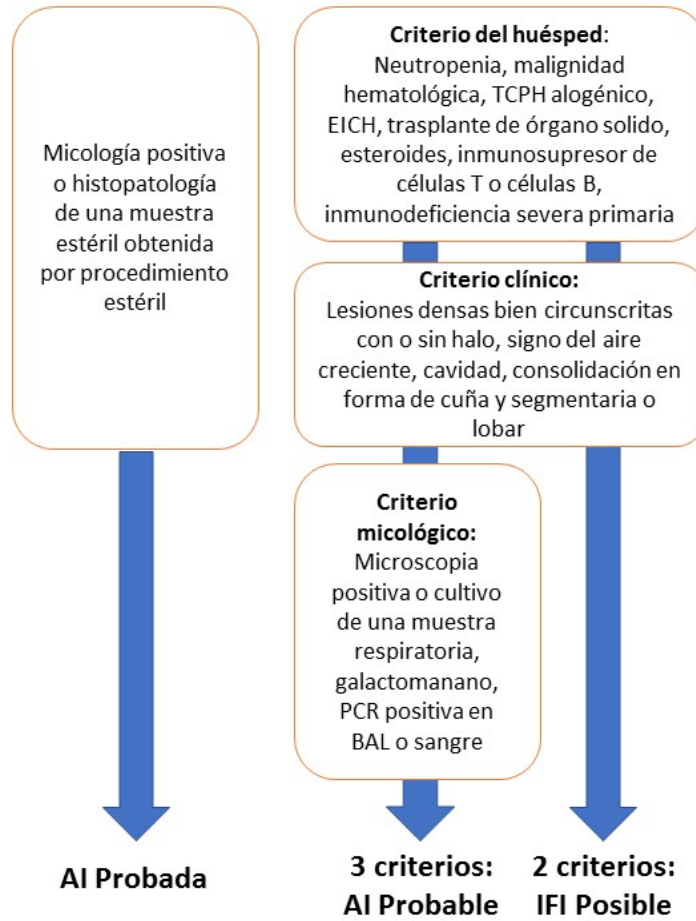 Micología positiva
o histopatología
de una muestra
estéril obtenida
por procedimiento
estéril
AI Probada
Criterio del huésped:
Neutropenia, malignidad
hematológica, TCPH alogénico,
EICH, trasplante de órgano solido,
esteroides, inmunosupresor de
células T o células B,
inmunodeficiencia severa primaria
Criterio clínico:
Lesiones densas bien circunscritas
con o sin halo, signo del aire
creciente, cavidad, consolidación en
forma de cuña y segmentaria o
lobar
Criterio
micológico:
Microscopia
positiva o cultivo
de una muestra
respiratoria,
galactomanano,
PCR positiva en
BAL o sangre
3 criterios:
AI Probable
2 criterios:
IFI Posible